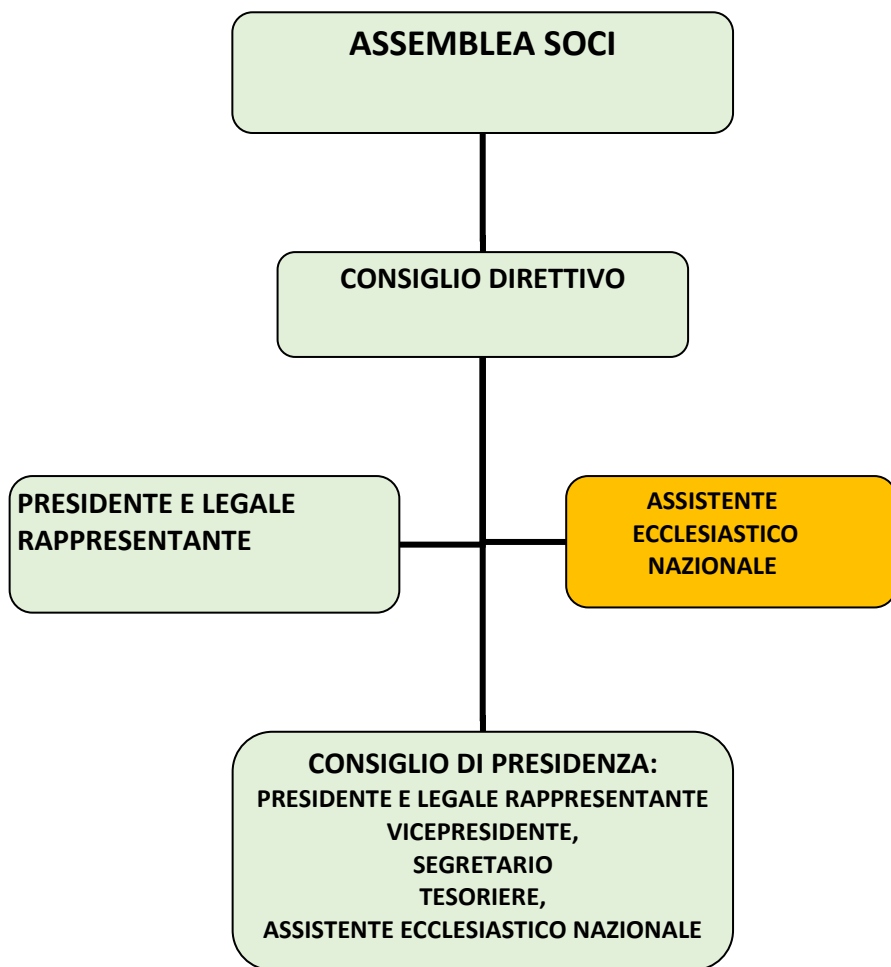 ASSEMBLEA SOCI
CONSIGLIO DIRETTIVO
PRESIDENTE E LEGALE
RAPPRESENTANTE
ASSISTENTE
ECCLESIASTICO
NAZIONALE
CONSIGLIO DI PRESIDENZA:
PRESIDENTE E LEGALE RAPPRESENTANTE
VICEPRESIDENTE,
SEGRETARIO
TESORIERE,
ASSISTENTE ECCLESIASTICO NAZIONALE